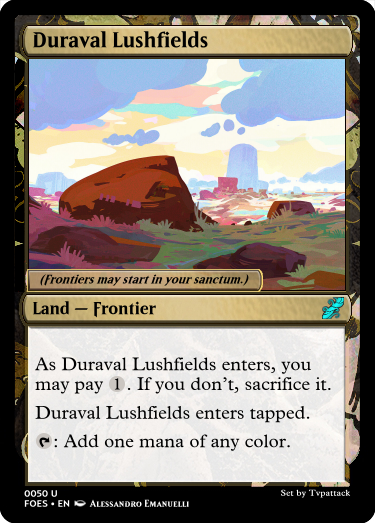 Duraval Lushfields
(Frontiers may start in your sanctum.)
Land — Frontier
As Duraval Lushfields enters, you
may pay 1. If you don't, sacrifice it.
Duraval Lushfields enters tapped.
: Add one mana of any color.
0050 U
FOES • EN Alessandro Emanuelli
Set by Tvpattack